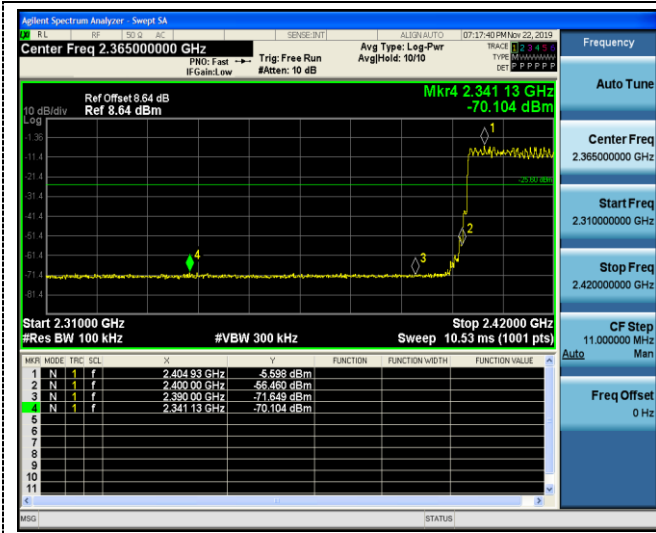 Agilent Spectrum Analyzer - Swept SA
RL RF 50 Ω AC SENSE:INT ALIGNAUTO 07:17:40 PM Nov 22, 2019
Center Freq 2.365000000 GHz
PNO: Fast
IFGain:Low
Trig: Free Run
#Atten: 10 dB
Avg Type: Log-Pwr
Avg|Hold: 10/10
TRACE 1 2 3 4 5 6
TYPE M
DET P P P P P P
Mkr4 2.341 13 GHz
-70.104 dBm
Ref Offset 8.64 dB
10 dB/div Ref 8.64 dBm
Log
-1.36
-11.4
-21.4
-31.4
-41.4
-51.4
-61.4
-71.4
-81.4
1
-25.60 dBm
2
3
4
Start 2.31000 GHz Stop 2.42000 GHz
#Res BW 100 kHz #VBW 300 kHz Sweep 10.53 ms (1001 pts)
MKR MODE TRC SCL X Y FUNCTION FUNCTION WIDTH FUNCTION VALUE
1 N 1 f 2.404 93 GHz -5.598 dBm
2 N 1 f 2.400 00 GHz -56.460 dBm
3 N 1 f 2.390 00 GHz -71.649 dBm
4 N 1 f 2.341 13 GHz -70.104 dBm
5
6
7
8
9
10
11
MSG STATUS
Frequency
Auto Tune
Center Freq
2.365000000 GHz
Start Freq
2.310000000 GHz
Stop Freq
2.420000000 GHz
CF Step
11.000000 MHz
Auto Man
Freq Offset
0 Hz